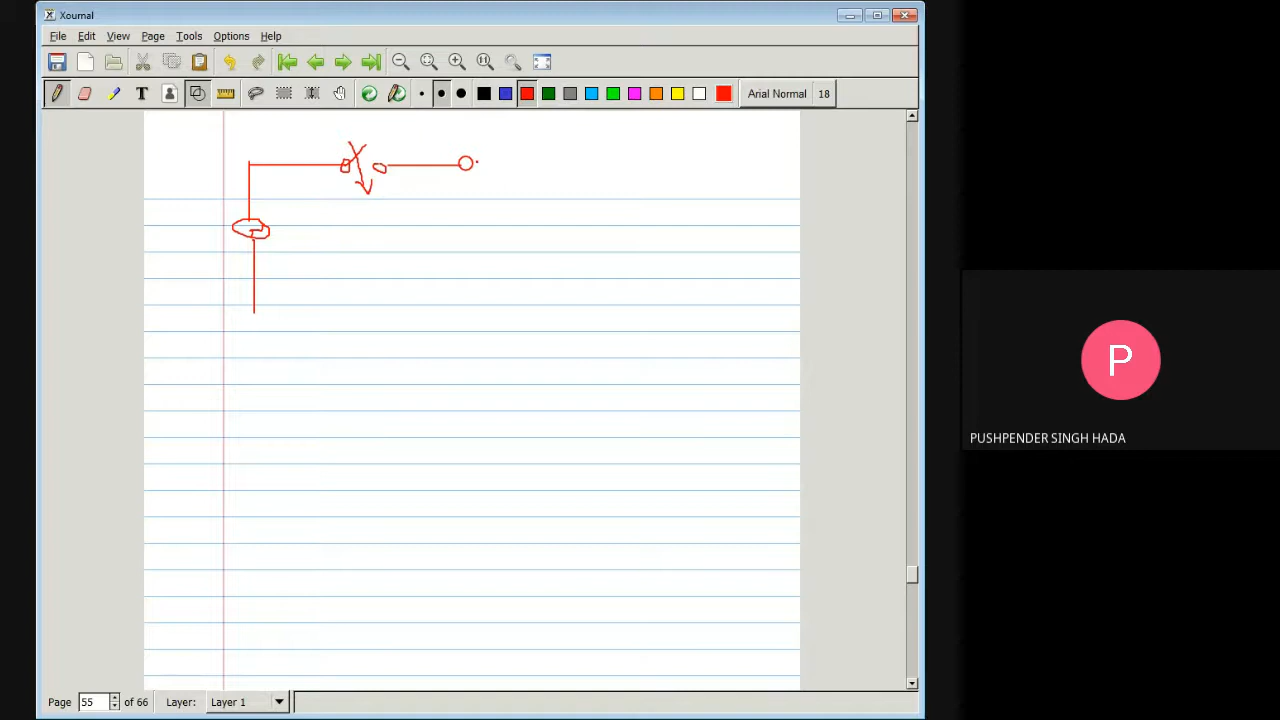 Xournal
File Edit View Page Tools Options Help
T Arial Normal 18
P
PUSHPENDER SINGH HADA
Page 55 of 66 Layer: Layer 1